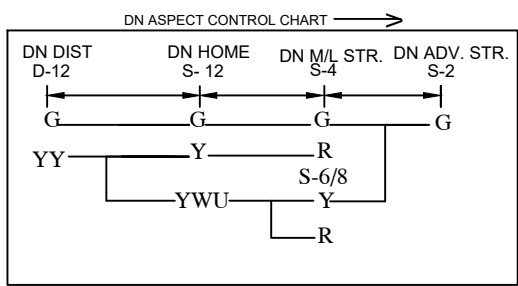 DN ASPECT CONTROL CHART
DN DIST DN HOME DN M/L STR. DN ADV. STR.
D-12 S- 12 S-4 S-2
G G G G
YY Y R
S-6/8
YWU Y
R